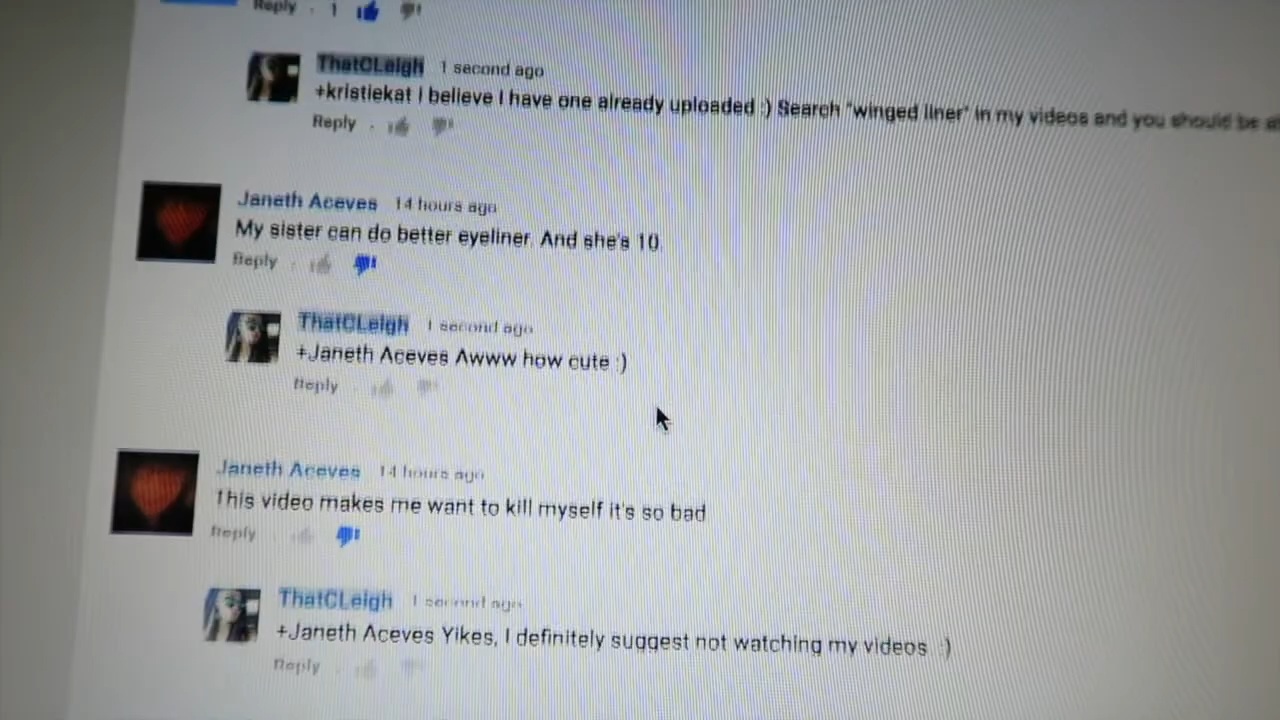 Reply · 1
ThatCLeigh 1 second ago
+kristiekat I believe I have one already uploaded :) Search "winged liner" in my videos and you should be
Reply ·
Janeth Aceves 14 hours ago
My sister can do better eyeliner. And she's 10.
Reply ·
ThatCLeigh 1 second ago
+Janeth Aceves Awww how cute :)
Reply ·
Janeth Aceves 14 hours ago
This video makes me want to kill myself it's so bad
Reply ·
ThatCLeigh 1 second ago
+Janeth Aceves Yikes, I definitely suggest not watching my videos :)
Reply ·